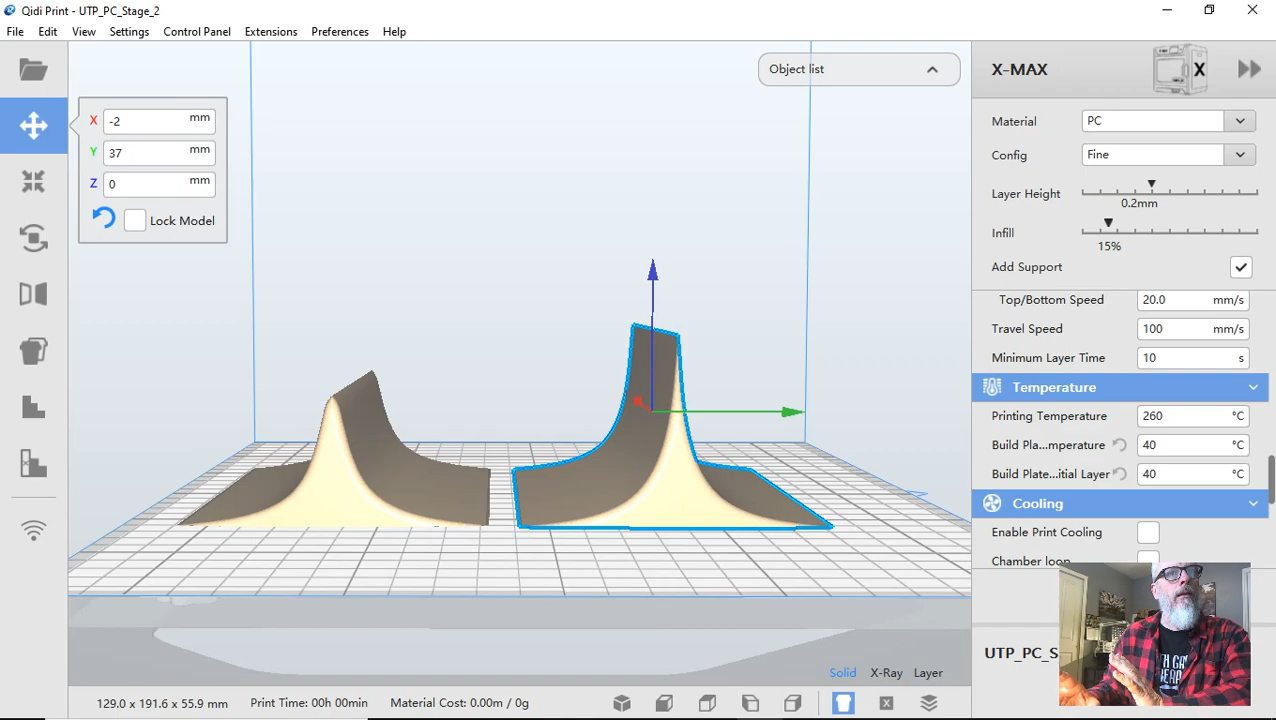 Qidi Print - UTP_PC_Stage_2
File Edit View Settings Control Panel Extensions Preferences Help
Object list
X -2 mm
Y 37 mm
Z 0 mm
Lock Model
X-MAX
X
Material PC
Config Fine
Layer Height
0.2mm
Infill
15%
Add Support
Top/Bottom Speed 20.0 mm/s
Travel Speed 100 mm/s
Minimum Layer Time 10 s
Temperature
Printing Temperature 260 °C
Build Pla...mperature 40 °C
Build Plate...itial Layer 40 °C
Cooling
Enable Print Cooling
Chamber loop
UTP_PC_S
Solid X-Ray Layer
129.0 x 191.6 x 55.9 mm Print Time: 00h 00min Material Cost: 0.00m / 0g